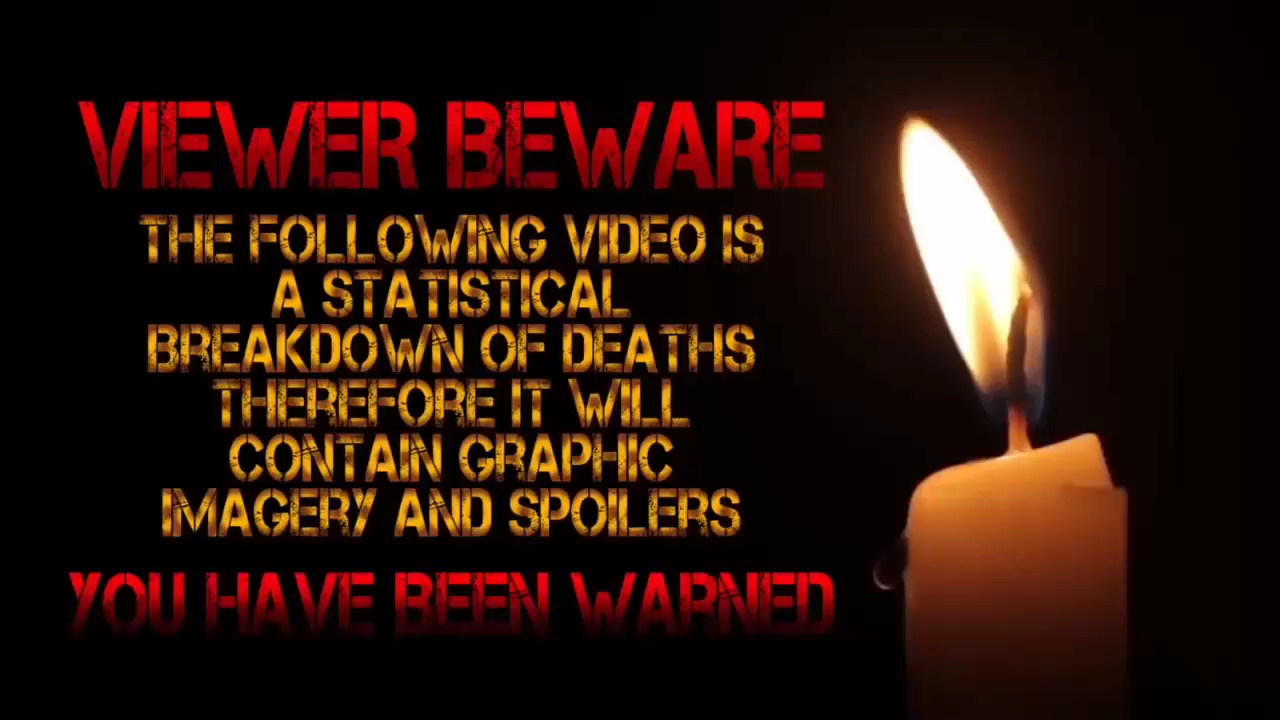 VIEWER BEWARE
THE FOLLOWING VIDEO IS
A STATISTICAL
BREAKDOWN OF DEATHS
THEREFORE IT WILL
CONTAIN GRAPHIC
IMAGERY AND SPOILERS
YOU HAVE BEEN WARNED